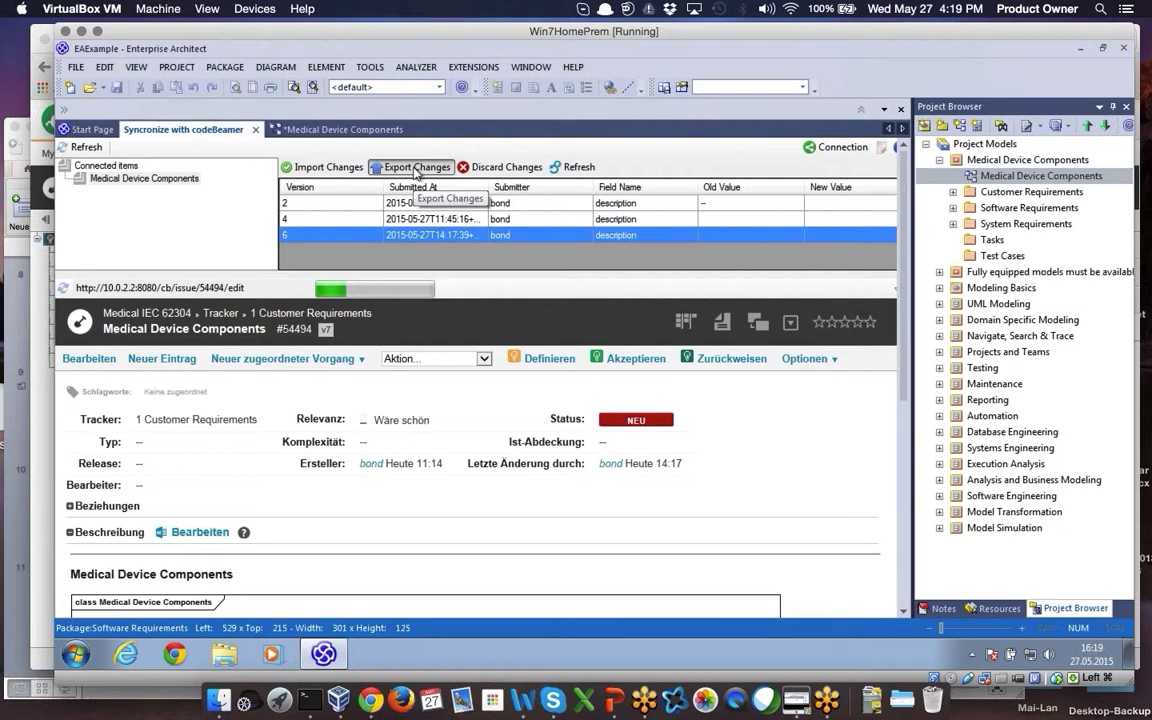 VirtualBox VM Machine View Devices Help 100% Wed May 27 4:19 PM Product Owner
Win7HomePrem [Running]
EAExample - Enterprise Architect
FILE EDIT VIEW PROJECT PACKAGE DIAGRAM ELEMENT TOOLS ANALYZER EXTENSIONS WINDOW HELP
<default>
Start Page Syncronize with codeBeamer *Medical Device Components
Refresh Connection
Connected items
Medical Device Components
Import Changes Export Changes Discard Changes Refresh
Version Submitted At Submitter Field Name Old Value New Value
2 2015-0 bond description --
Export Changes
4 2015-05-27T11:45:16+... bond description
6 2015-05-27T14:17:39+... bond description
http://10.0.2.2:8080/cb/issue/54494/edit
Medical IEC 62304 Tracker 1 Customer Requirements
Medical Device Components #54494 v7
Bearbeiten Neuer Eintrag Neuer zugeordneter Vorgang Aktion... Definieren Akzeptieren Zurückweisen Optionen
Schlagworte: Keine zugeordnet
Tracker: 1 Customer Requirements Relevanz: Wäre schön Status: NEU
Typ: -- Komplexität: -- Ist-Abdeckung: --
Release: -- Ersteller: bond Heute 11:14 Letzte Änderung durch: bond Heute 14:17
Bearbeiter: --
Beziehungen
Beschreibung Bearbeiten
Medical Device Components
class Medical Device Components
Project Browser
Project Models
Medical Device Components
Medical Device Components
Customer Requirements
Software Requirements
System Requirements
Tasks
Test Cases
Fully equipped models must be availabl
Modeling Basics
UML Modeling
Domain Specific Modeling
Navigate, Search & Trace
Projects and Teams
Testing
Maintenance
Reporting
Automation
Database Engineering
Systems Engineering
Execution Analysis
Analysis and Business Modeling
Software Engineering
Model Transformation
Model Simulation
Notes Resources Project Browser
Package:Software Requirements Left: 529 x Top: 215 - Width: 301 x Height: 125 NUM
16:19
27.05.2015
Left ⌘
Mai-Lan
Desktop-Backup
Neue
8
9
10
11